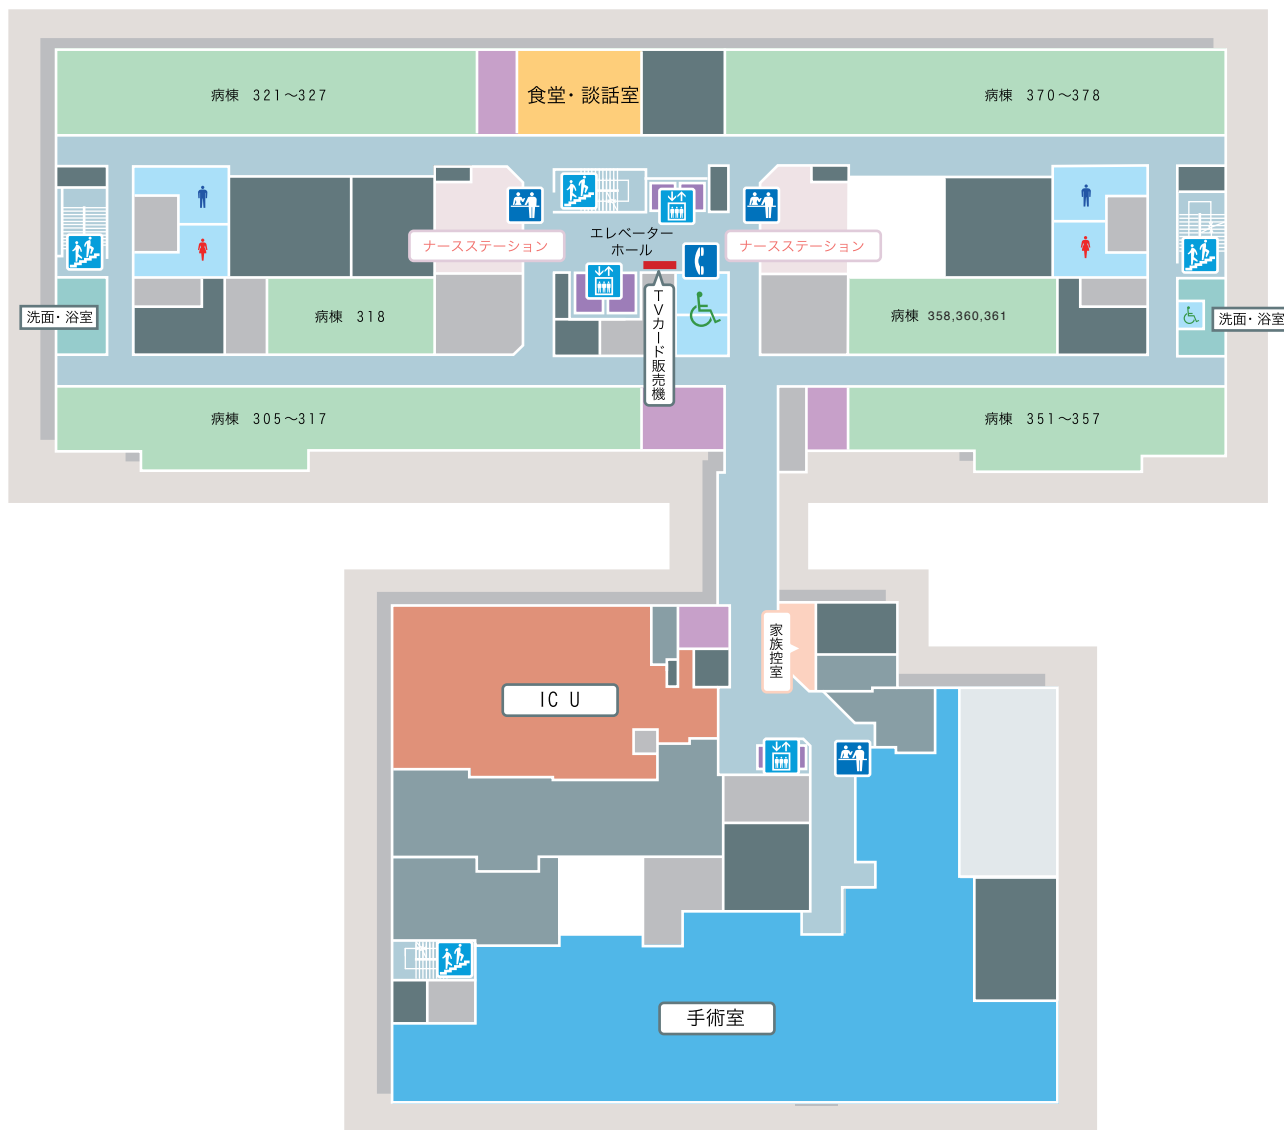 病棟 321～327
食堂・談話室
病棟 370～378
エレベーター
ホール
ナースステーション
ナースステーション
洗面・浴室
病棟 318
TVカード販売機
病棟 358,360,361
洗面・浴室
病棟 305～317
病棟 351～357
家族控室
ICU
手術室